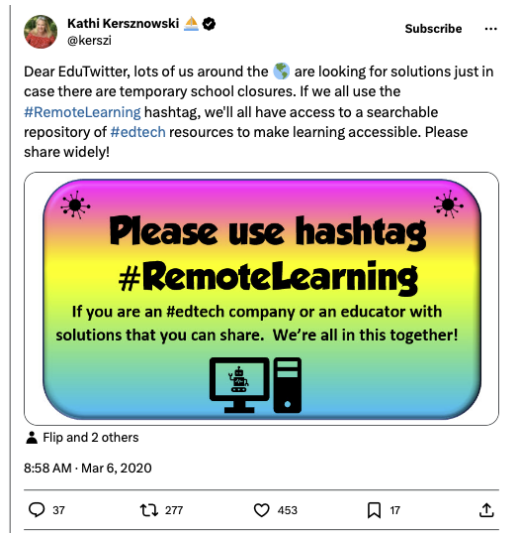 Kathi Kersznowski
@kerszi
Subscribe
Dear EduTwitter, lots of us around the 🌎 are looking for solutions just in
case there are temporary school closures. If we all use the
#RemoteLearning hashtag, we'll all have access to a searchable
repository of #edtech resources to make learning accessible. Please
share widely!
Please use hashtag
#RemoteLearning
If you are an #edtech company or an educator with
solutions that you can share. We're all in this together!
Flip and 2 others
8:58 AM · Mar 6, 2020
37 277 453 17